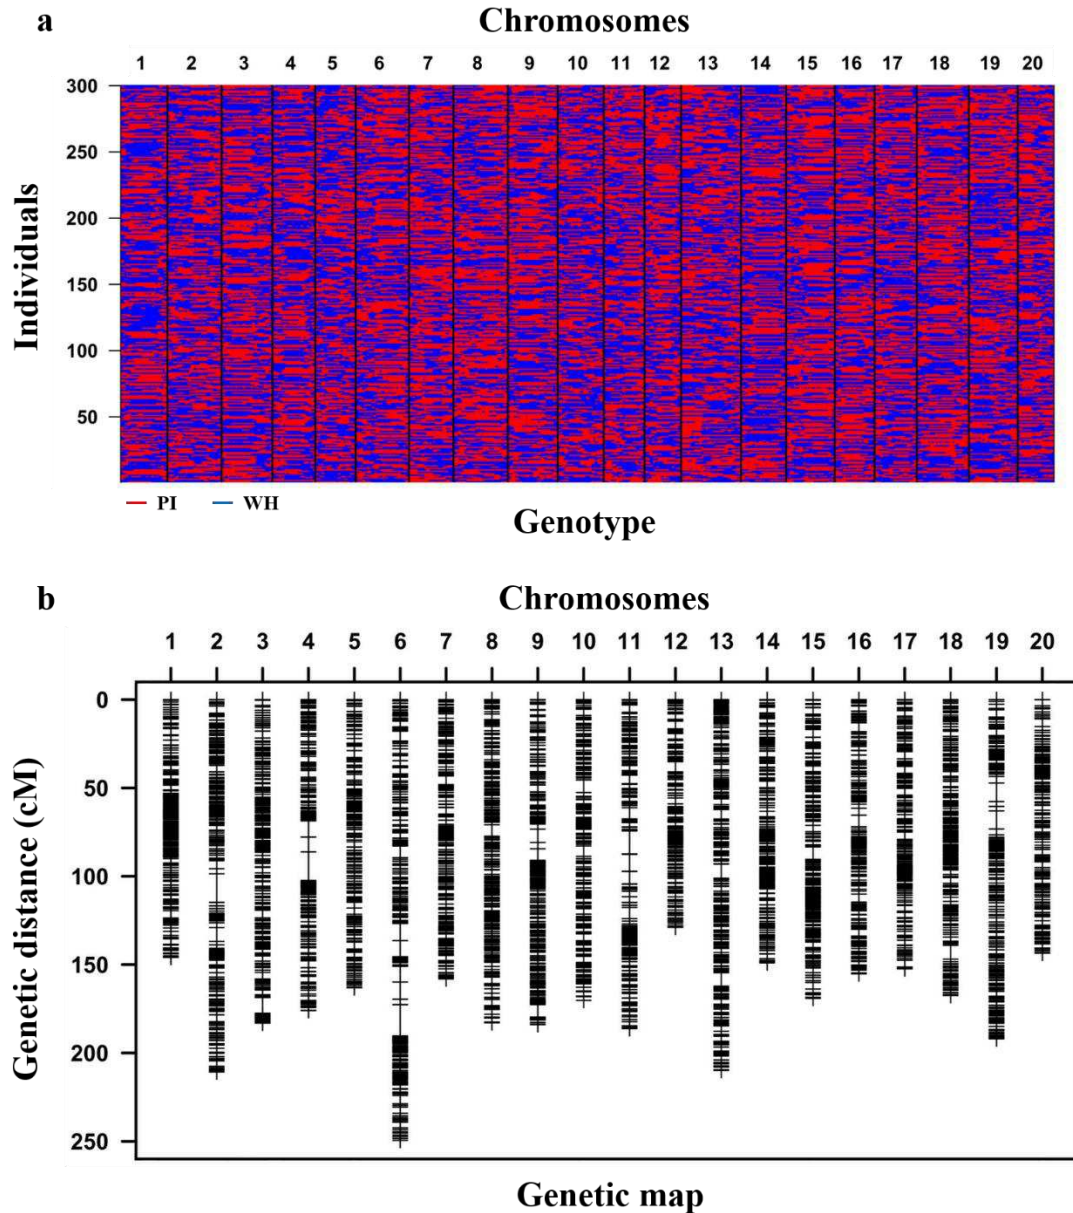 a
Chromosomes
1 2 3 4 5 6 7 8 9 10 11 12 13 14 15 16 17 18 19 20
300
250
200
150
100
50
Individuals
PI WH
Genotype
b
Chromosomes
1 2 3 4 5 6 7 8 9 10 11 12 13 14 15 16 17 18 19 20
0
50
100
150
200
250
Genetic distance (cM)
Genetic map